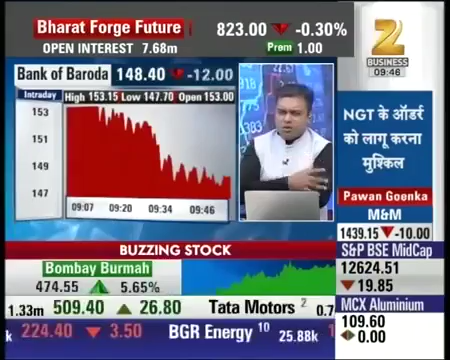 Bharat Forge Future
823.00 -0.30%
OPEN INTEREST 7.68m
Prem 1.00
Z
BUSINESS
09:46
Bank of Baroda 148.40 -12.00
Intraday High 153.15 Low 147.70 Open 153.00
153
151
149
147
09:07 09:20 09:34 09:46
NGT के ऑर्डर
को लागू करना
मुश्किल
Pawan Goenka
M&M
1439.15 -10.00
BUZZING STOCK
Bombay Burmah
474.55 5.65%
S&P BSE MidCap
12624.51
19.85
MCX Aluminium
109.60
0.00
1.33m 509.40 26.80 Tata Motors 2 0.7
k 224.40 3.50 BGR Energy 10 25.88k